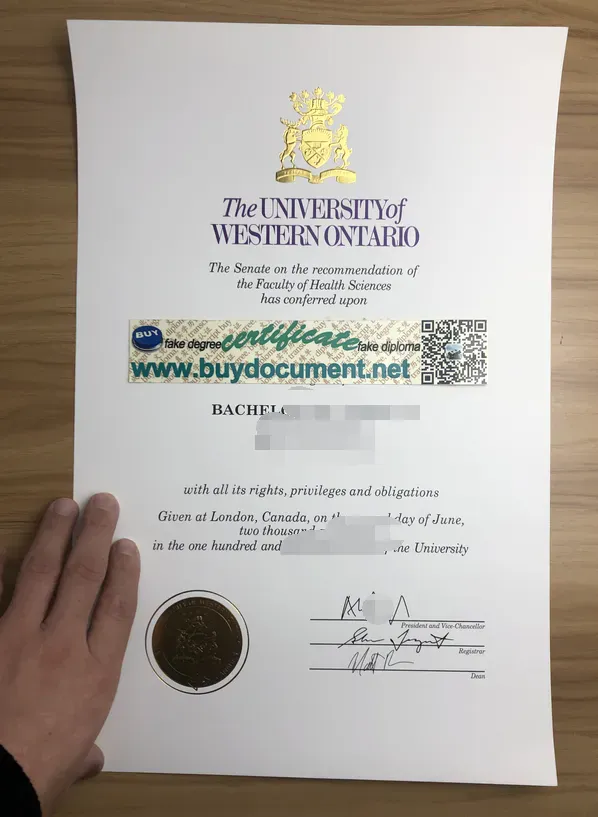 The UNIVERSITY of
WESTERN ONTARIO
The Senate on the recommendation of
the Faculty of Health Sciences
has conferred upon
BUY fake degree certificate fake diploma
www.buydocument.net
BACHEL
with all its rights, privileges and obligations
Given at London, Canada, on day of June,
two
in the one hundred and the University
President and Vice-Chancellor
Registrar
Dean